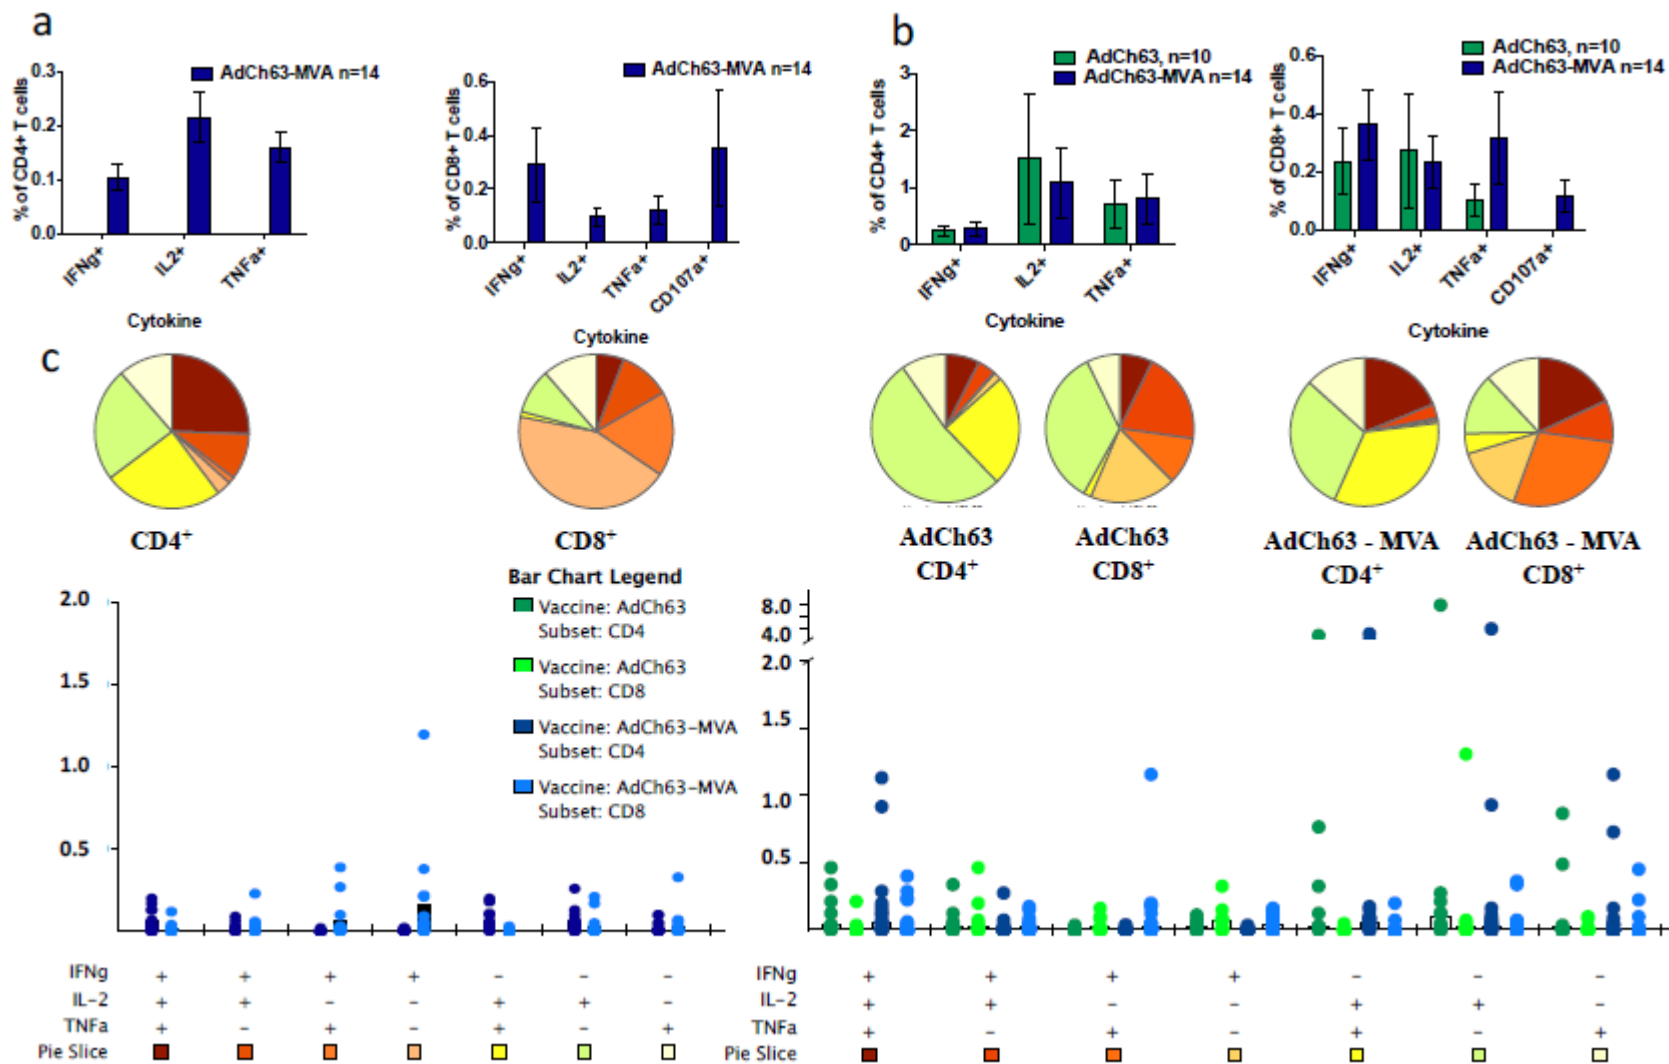 a
AdCh63-MVA n=14
% of CD4+ T cells
0.3
0.2
0.1
0.0
IFNg+
IL2+
TNFa+
Cytokine
AdCh63-MVA n=14
% of CD8+ T cells
0.6
0.4
0.2
0.0
IFNg+
IL2+
TNFa+
CD107a+
Cytokine
b
AdCh63, n=10
AdCh63-MVA n=14
% of CD4+ T cells
3
2
1
0
IFNg+
IL2+
TNFa+
Cytokine
AdCh63, n=10
AdCh63-MVA n=14
% of CD8+ T cells
0.6
0.4
0.2
0.0
IFNg+
IL2+
TNFa+
CD107a+
Cytokine
c
CD4+
CD8+
AdCh63
CD4+
AdCh63
CD8+
AdCh63 - MVA
CD4+
AdCh63 - MVA
CD8+
Bar Chart Legend
Vaccine: AdCh63
Subset: CD4
Vaccine: AdCh63
Subset: CD8
Vaccine: AdCh63-MVA
Subset: CD4
Vaccine: AdCh63-MVA
Subset: CD8
2.0
1.5
1.0
0.5
IFNg + + + + - - -
IL-2 + + - - + + -
TNFa + - + - + - +
Pie Slice
8.0
4.0
2.0
1.5
1.0
0.5
IFNg + + + + - - -
IL-2 + + - - + + -
TNFa + - + - + - +
Pie Slice